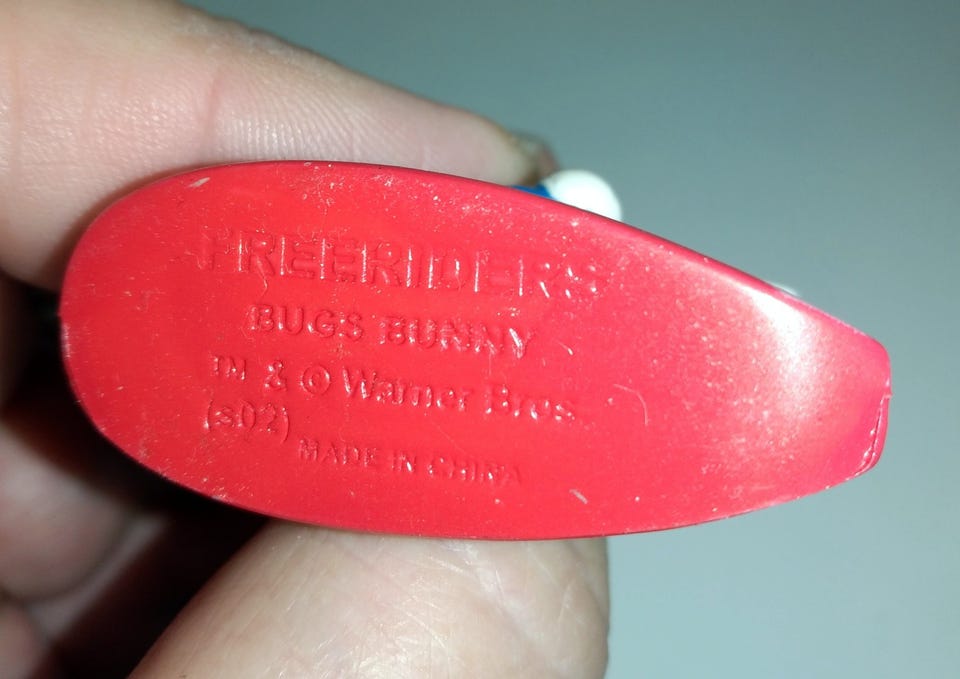 FREERIDERS
BUGS BUNNY
TM & © Warner Bros.
(s02)
MADE IN CHINA